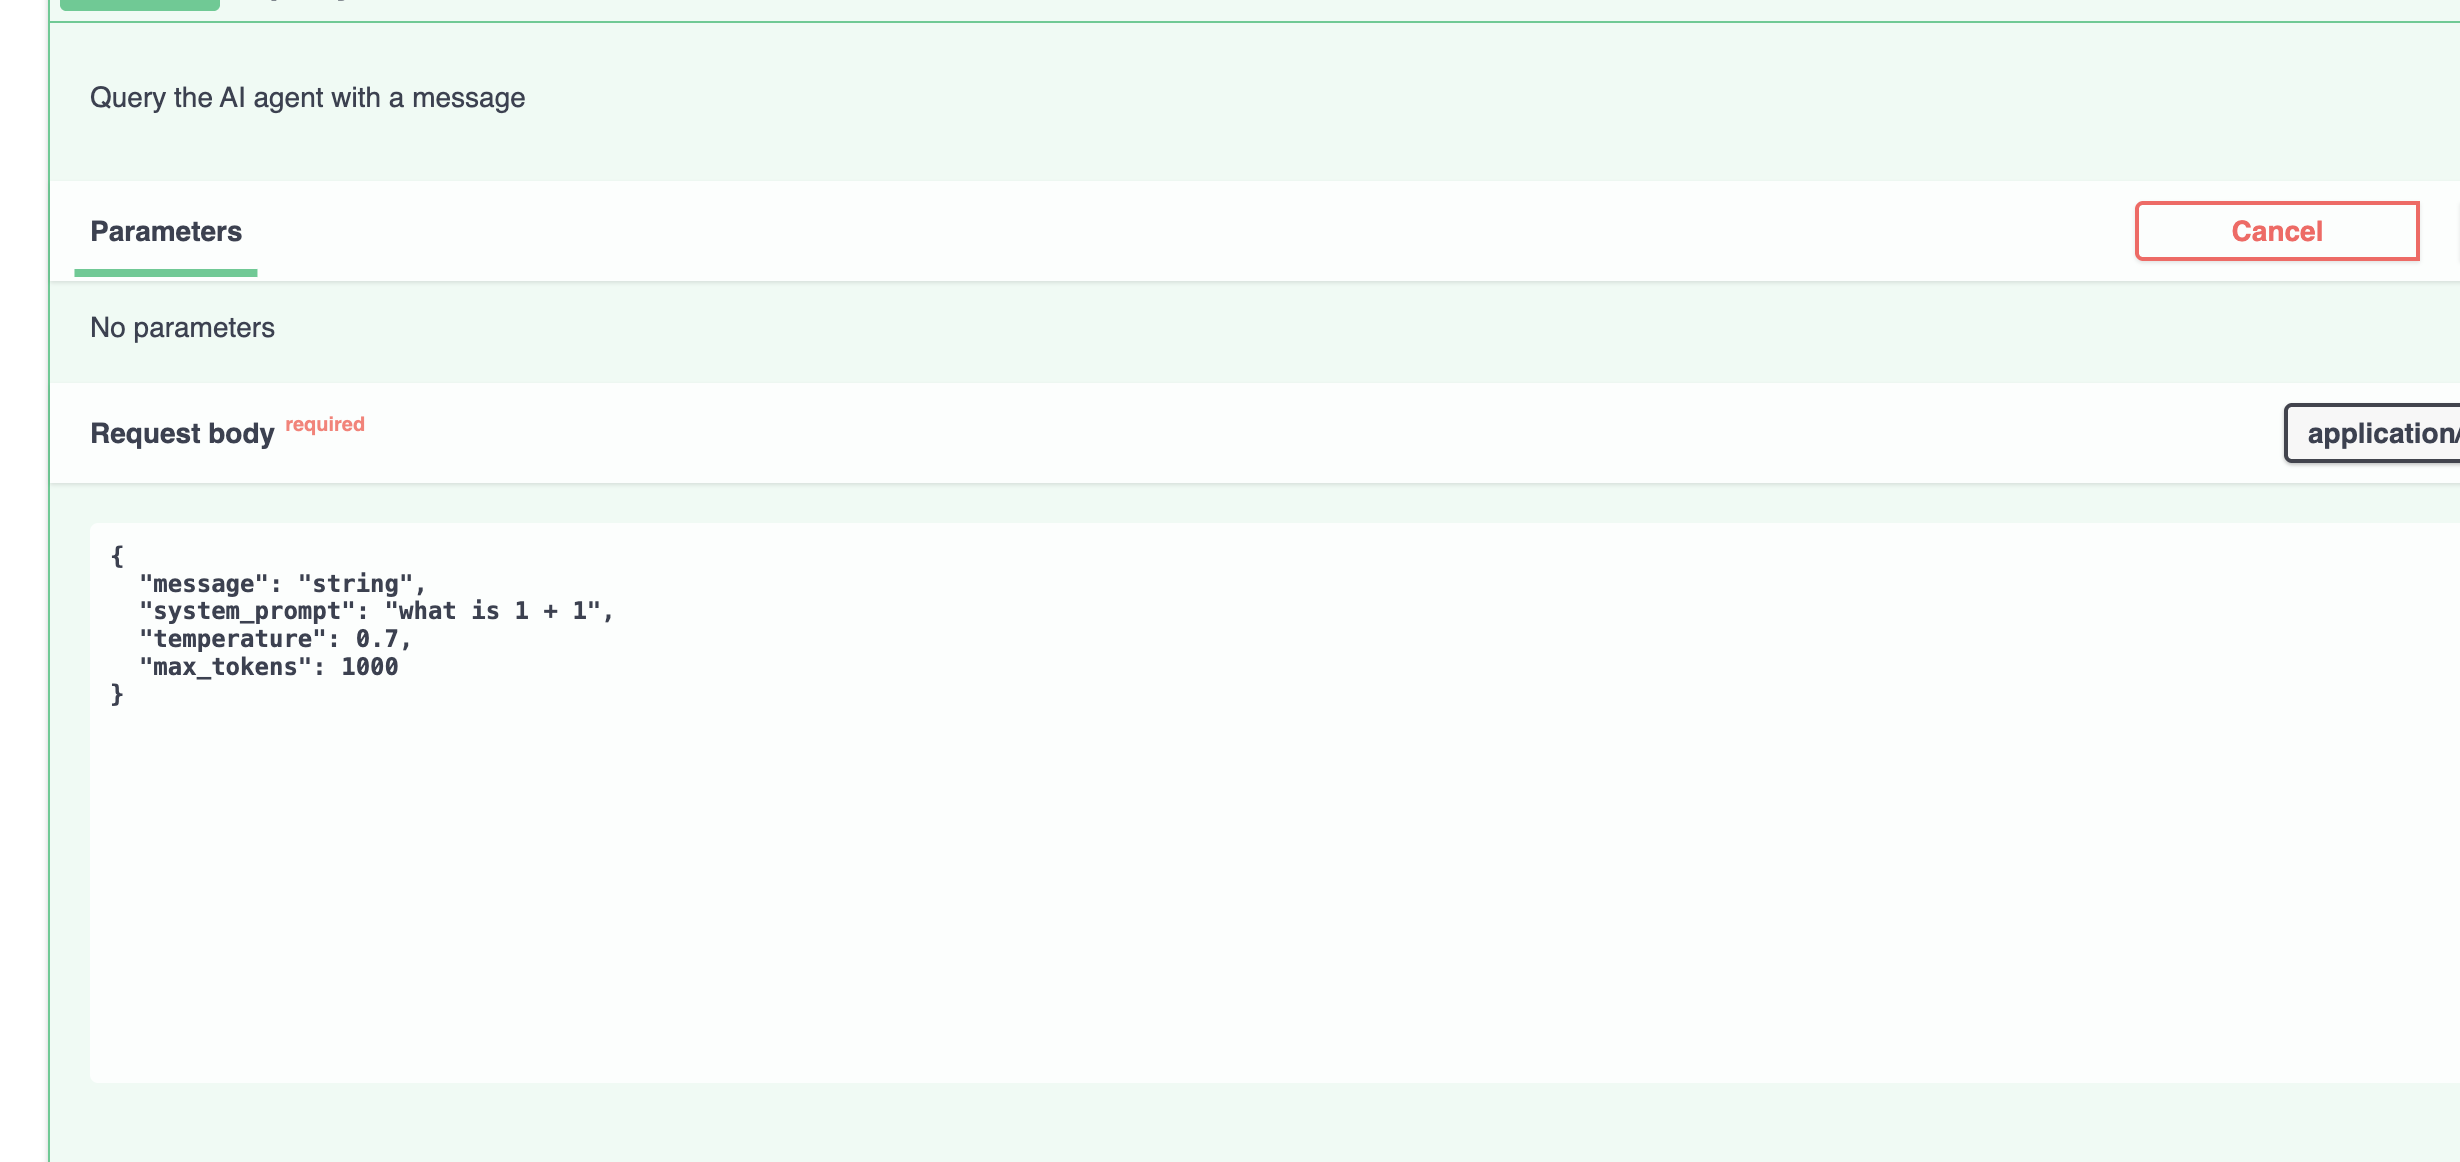 Query the AI agent with a message
Parameters
Cancel
No parameters
Request body required
application/
{
  "message": "string",
  "system_prompt": "what is 1 + 1",
  "temperature": 0.7,
  "max_tokens": 1000
}